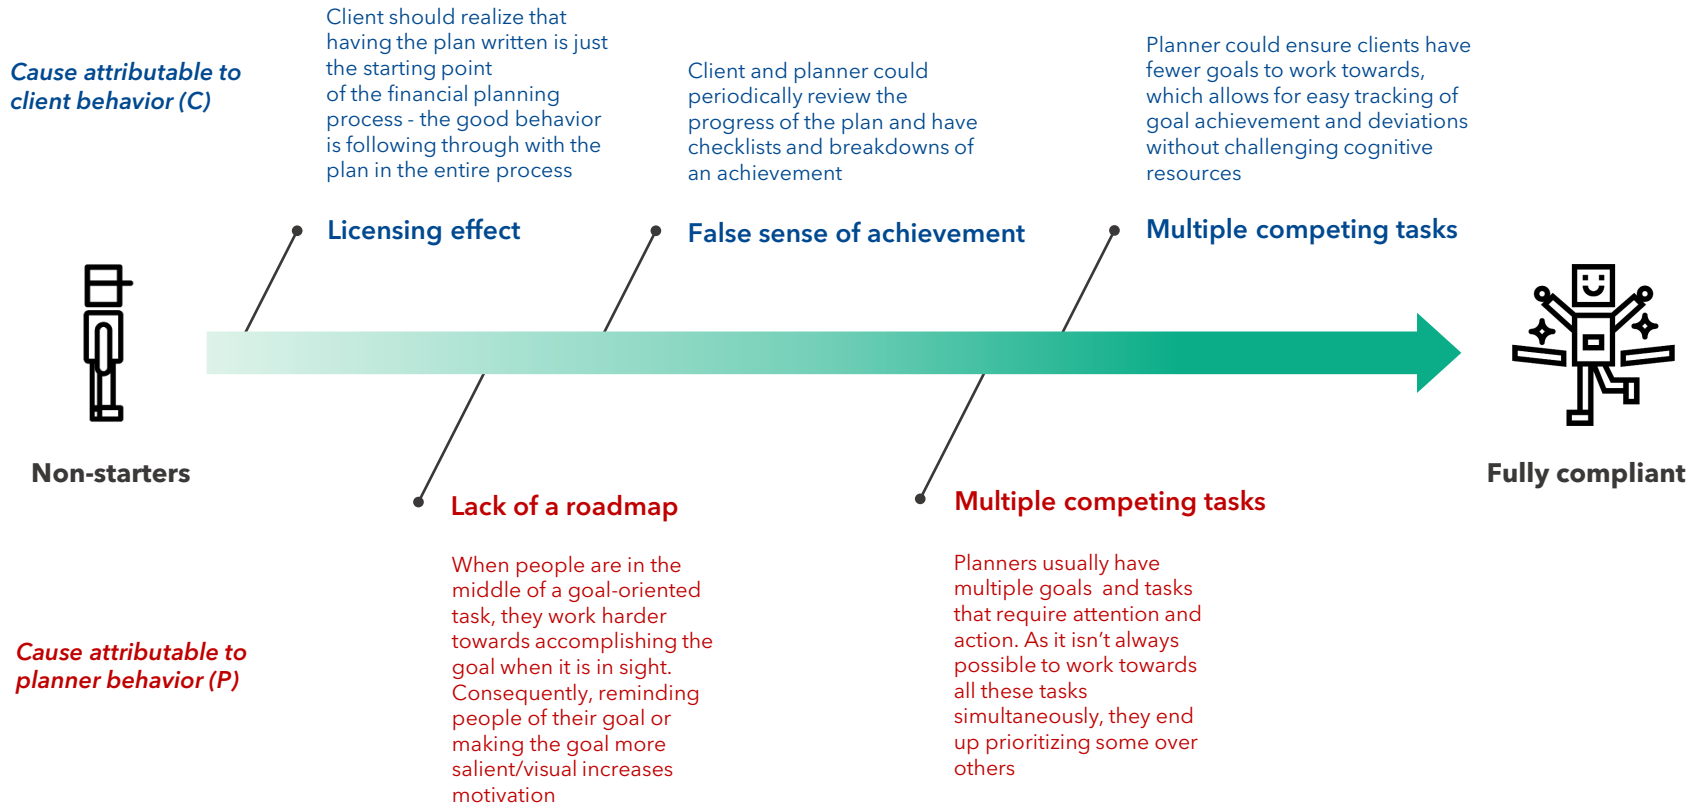 Cause attributable to
client behavior (C)
Client should realize that
having the plan written is just
the starting point
of the financial planning
process - the good behavior
is following through with the
plan in the entire process
Licensing effect
Client and planner could
periodically review the
progress of the plan and have
checklists and breakdowns of
an achievement
False sense of achievement
Planner could ensure clients have
fewer goals to work towards,
which allows for easy tracking of
goal achievement and deviations
without challenging cognitive
resources
Multiple competing tasks
Non-starters
Fully compliant
Cause attributable to
planner behavior (P)
Lack of a roadmap
When people are in the
middle of a goal-oriented
task, they work harder
towards accomplishing the
goal when it is in sight.
Consequently, reminding
people of their goal or
making the goal more
salient/visual increases
motivation
Multiple competing tasks
Planners usually have
multiple goals  and tasks
that require attention and
action. As it isn’t always
possible to work towards
all these tasks
simultaneously, they end
up prioritizing some over
others